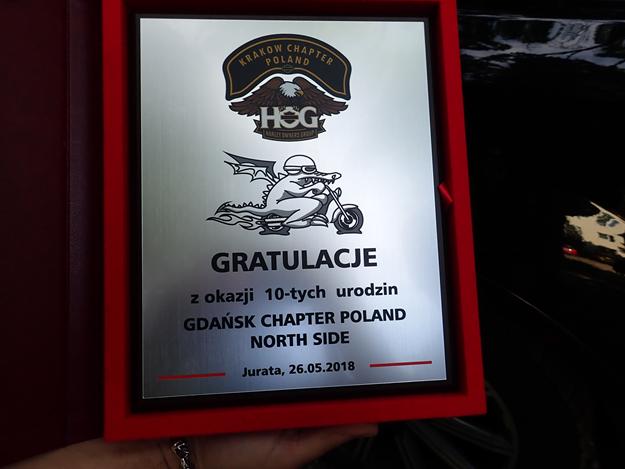 KRAKOW CHAPTER
POLAND
HOG
HARLEY OWNERS GROUP
GRATULACJE
z okazji 10-tych urodzin
GDAŃSK CHAPTER POLAND
NORTH SIDE
Jurata, 26.05.2018